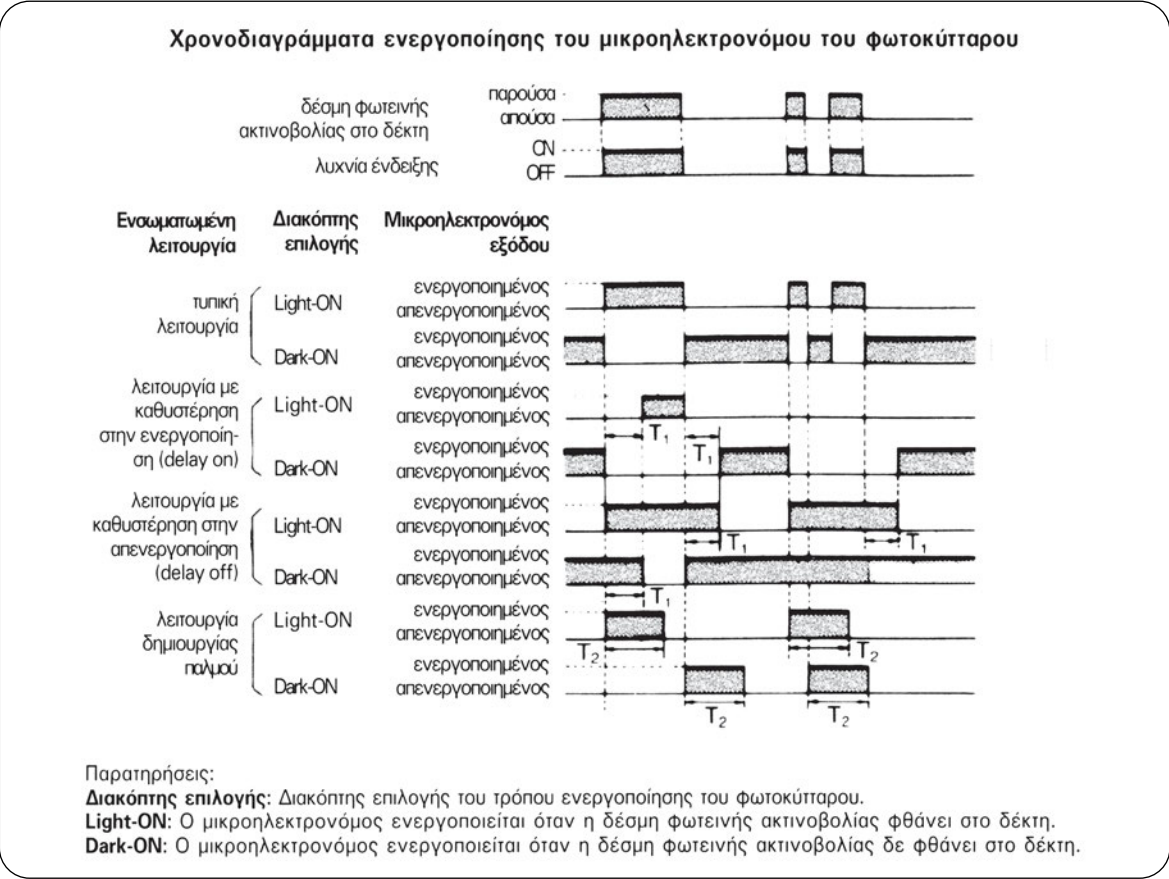 Χρονοδιαγράμματα ενεργοποίησης του μικροηλεκτρονόμου του φωτοκύτταρου
δέσμη φωτεινής
ακτινοβολίας στο δέκτη
παρούσα
απούσα
λυχνία ένδειξης
ON
OFF
Ενσωματωμένη
λειτουργία
Διακόπτης
επιλογής
Μικροηλεκτρονόμος
εξόδου
τυπική
λειτουργία
Light-ON
ενεργοποιημένος
απενεργοποιημένος
Dark-ON
ενεργοποιημένος
απενεργοποιημένος
λειτουργία με
καθυστέρηση
στην ενεργοποίη-
ση (delay on)
Light-ON
ενεργοποιημένος
απενεργοποιημένος
T1
T1
Dark-ON
ενεργοποιημένος
απενεργοποιημένος
λειτουργία με
καθυστέρηση στην
απενεργοποίηση
(delay off)
Light-ON
ενεργοποιημένος
απενεργοποιημένος
T1
T1
Dark-ON
ενεργοποιημένος
απενεργοποιημένος
T1
λειτουργία
δημιουργίας
παλμού
Light-ON
ενεργοποιημένος
απενεργοποιημένος
T2
T2
Dark-ON
ενεργοποιημένος
απενεργοποιημένος
T2
T2
Παρατηρήσεις:
Διακόπτης επιλογής: Διακόπτης επιλογής του τρόπου ενεργοποίησης του φωτοκύτταρου.
Light-ON: Ο μικροηλεκτρονόμος ενεργοποιείται όταν η δέσμη φωτεινής ακτινοβολίας φθάνει στο δέκτη.
Dark-ON: Ο μικροηλεκτρονόμος ενεργοποιείται όταν η δέσμη φωτεινής ακτινοβολίας δε φθάνει στο δέκτη.